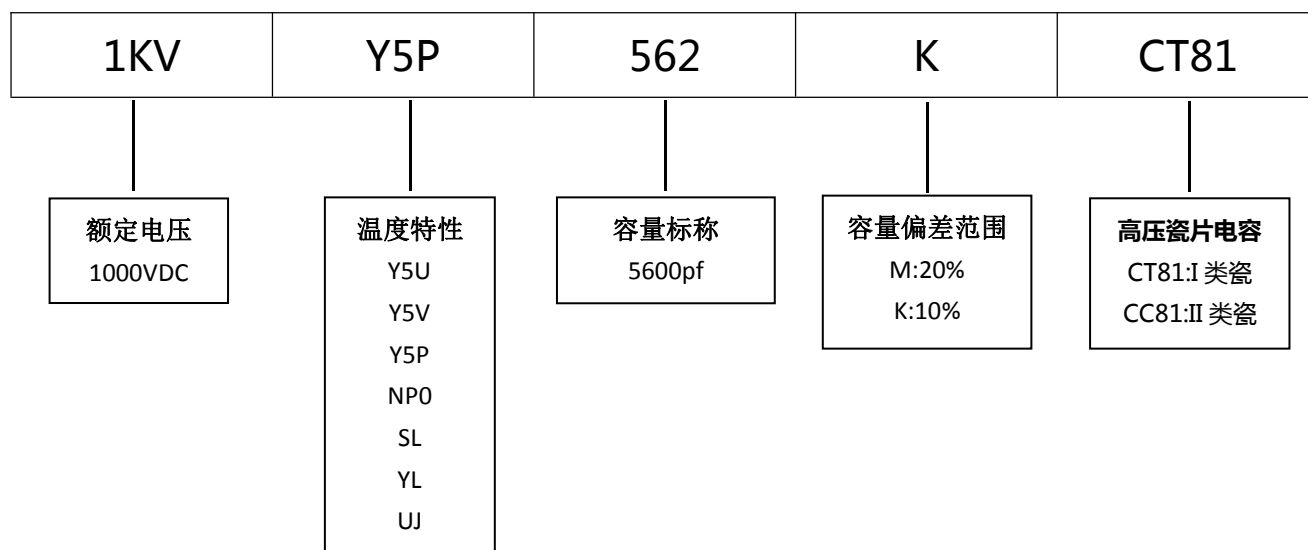 1KV Y5P 562 K CT81
额定电压
1000VDC
温度特性
Y5U
Y5V
Y5P
NP0
SL
YL
UJ
容量标称
5600pf
容量偏差范围
M:20%
K:10%
高压瓷片电容
CT81:I 类瓷
CC81:II 类瓷